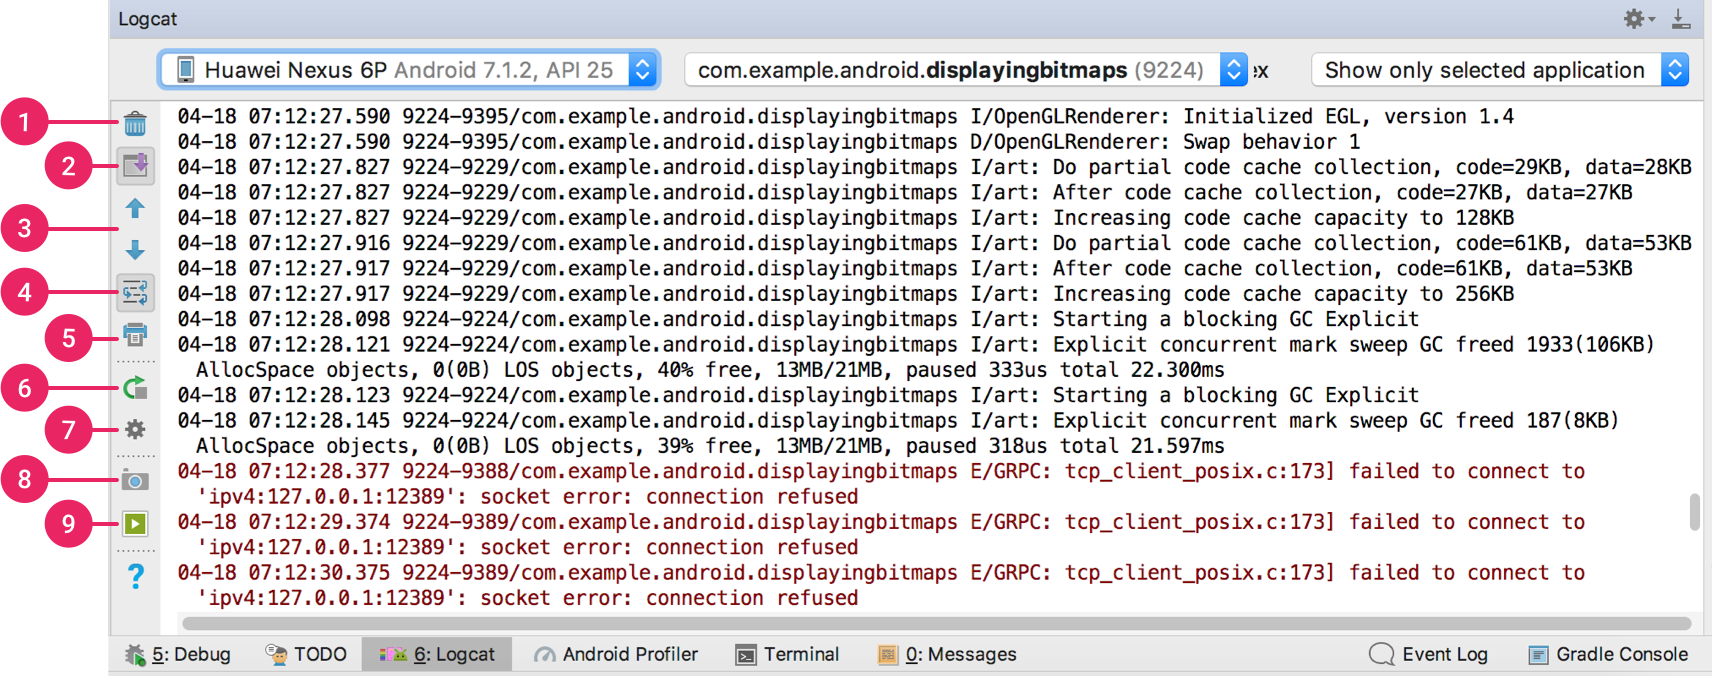 Logcat
Huawei Nexus 6P Android 7.1.2, API 25
com.example.android.displayingbitmaps (9224)
ex
Show only selected application
1
2
3
4
5
6
7
8
9
04-18 07:12:27.590 9224-9395/com.example.android.displayingbitmaps I/OpenGLRenderer: Initialized EGL, version 1.4
04-18 07:12:27.590 9224-9395/com.example.android.displayingbitmaps D/OpenGLRenderer: Swap behavior 1
04-18 07:12:27.827 9224-9229/com.example.android.displayingbitmaps I/art: Do partial code cache collection, code=29KB, data=28KB
04-18 07:12:27.827 9224-9229/com.example.android.displayingbitmaps I/art: After code cache collection, code=27KB, data=27KB
04-18 07:12:27.827 9224-9229/com.example.android.displayingbitmaps I/art: Increasing code cache capacity to 128KB
04-18 07:12:27.916 9224-9229/com.example.android.displayingbitmaps I/art: Do partial code cache collection, code=61KB, data=53KB
04-18 07:12:27.917 9224-9229/com.example.android.displayingbitmaps I/art: After code cache collection, code=61KB, data=53KB
04-18 07:12:27.917 9224-9229/com.example.android.displayingbitmaps I/art: Increasing code cache capacity to 256KB
04-18 07:12:28.098 9224-9224/com.example.android.displayingbitmaps I/art: Starting a blocking GC Explicit
04-18 07:12:28.121 9224-9224/com.example.android.displayingbitmaps I/art: Explicit concurrent mark sweep GC freed 1933(106KB)
AllocSpace objects, 0(0B) LOS objects, 40% free, 13MB/21MB, paused 333us total 22.300ms
04-18 07:12:28.123 9224-9224/com.example.android.displayingbitmaps I/art: Starting a blocking GC Explicit
04-18 07:12:28.145 9224-9224/com.example.android.displayingbitmaps I/art: Explicit concurrent mark sweep GC freed 187(8KB)
AllocSpace objects, 0(0B) LOS objects, 39% free, 13MB/21MB, paused 318us total 21.597ms
04-18 07:12:28.377 9224-9388/com.example.android.displayingbitmaps E/GRPC: tcp_client_posix.c:173] failed to connect to
'ipv4:127.0.0.1:12389': socket error: connection refused
04-18 07:12:29.374 9224-9389/com.example.android.displayingbitmaps E/GRPC: tcp_client_posix.c:173] failed to connect to
'ipv4:127.0.0.1:12389': socket error: connection refused
04-18 07:12:30.375 9224-9389/com.example.android.displayingbitmaps E/GRPC: tcp_client_posix.c:173] failed to connect to
'ipv4:127.0.0.1:12389': socket error: connection refused
?
5: Debug
TODO
6: Logcat
Android Profiler
Terminal
0: Messages
Event Log
Gradle Console